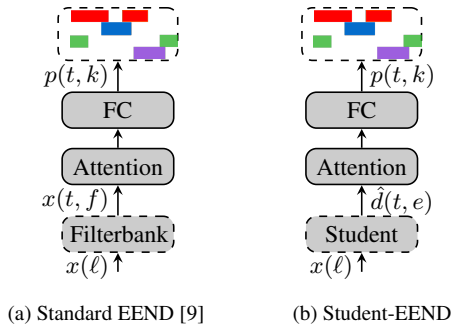 p(t, k)
FC
Attention
x(t, f)
Filterbank
x(ℓ)
(a) Standard EEND [9]
p(t, k)
FC
Attention
d̂(t, e)
Student
x(ℓ)
(b) Student-EEND